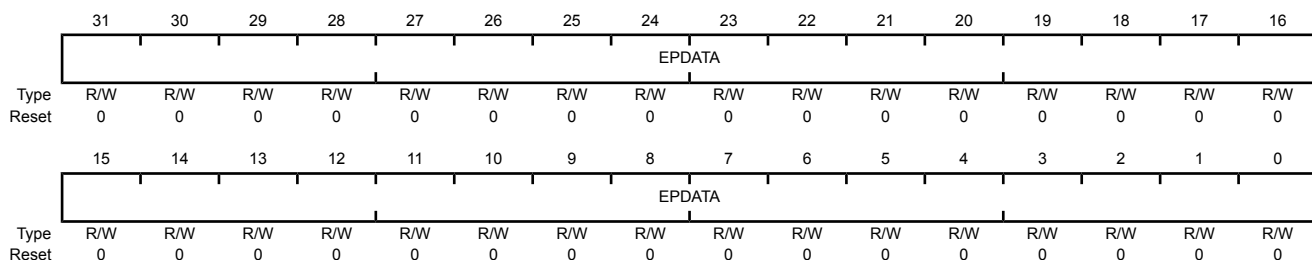 31 30 29 28 27 26 25 24 23 22 21 20 19 18 17 16
EPDATA
Type R/W R/W R/W R/W R/W R/W R/W R/W R/W R/W R/W R/W R/W R/W R/W R/W
Reset 0 0 0 0 0 0 0 0 0 0 0 0 0 0 0 0
15 14 13 12 11 10 9 8 7 6 5 4 3 2 1 0
EPDATA
Type R/W R/W R/W R/W R/W R/W R/W R/W R/W R/W R/W R/W R/W R/W R/W R/W
Reset 0 0 0 0 0 0 0 0 0 0 0 0 0 0 0 0